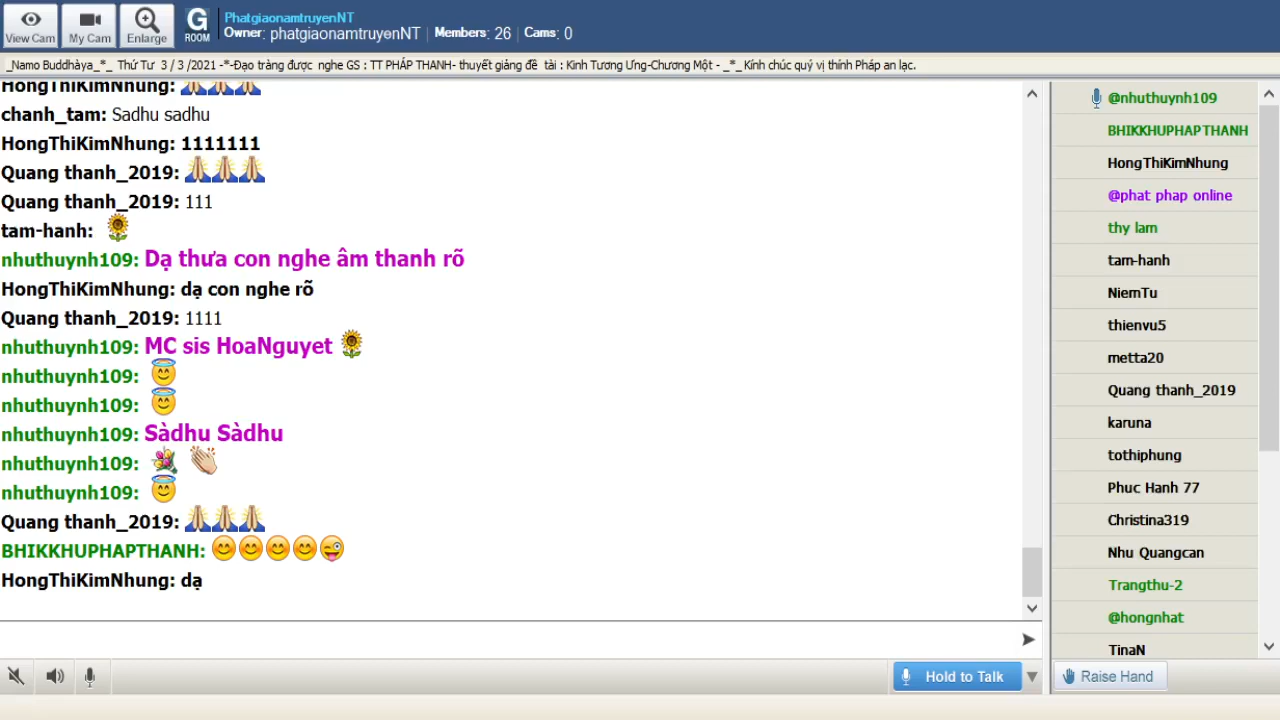 View Cam
My Cam
Enlarge
G
ROOM
PhatgiaonamtruyenNT
Owner: phatgiaonamtruyenNT | Members: 26 | Cams: 0
_Namo Buddhàya_*_ Thứ Tư 3 / 3 /2021 -*-Đạo tràng được nghe GS : TT PHÁP THANH- thuyết giảng đề tài : Kinh Tương Ưng-Chương Một - _*_ Kính chúc quý vị thính Pháp an lạc.
HongThiKimNhung: 🙏🙏🙏
chanh_tam: Sadhu sadhu
HongThiKimNhung: 1111111
Quang thanh_2019: 🙏🙏🙏
Quang thanh_2019: 111
tam-hanh: 🌻
nhuthuynh109: Dạ thưa con nghe âm thanh rõ
HongThiKimNhung: dạ con nghe rõ
Quang thanh_2019: 1111
nhuthuynh109: MC sis HoaNguyet 🌻
nhuthuynh109: 😇
nhuthuynh109: 😇
nhuthuynh109: Sàdhu Sàdhu
nhuthuynh109: 💐 👏
nhuthuynh109: 😇
Quang thanh_2019: 🙏🙏🙏
BHIKKHUPHAPTHANH: 😊😊😊😊😜
HongThiKimNhung: dạ
Hold to Talk
@nhuthuynh109
BHIKKHUPHAPTHANH
HongThiKimNhung
@phat phap online
thy lam
tam-hanh
NiemTu
thienvu5
metta20
Quang thanh_2019
karuna
tothiphung
Phuc Hanh 77
Christina319
Nhu Quangcan
Trangthu-2
@hongnhat
TinaN
Raise Hand